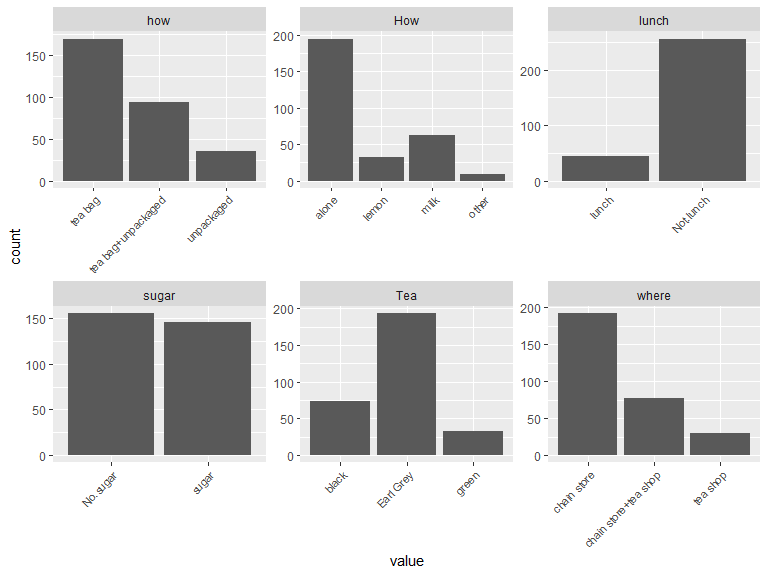 how
How
lunch
150
100
50
0
200
150
100
50
0
200
100
0
tea bag
tea bag+unpackaged
unpackaged
alone
lemon
milk
other
lunch
Not.lunch
count
sugar
Tea
where
150
100
50
0
200
150
100
50
0
200
150
100
50
0
No.sugar
sugar
black
Earl Grey
green
chain store
chain store+tea shop
tea shop
value